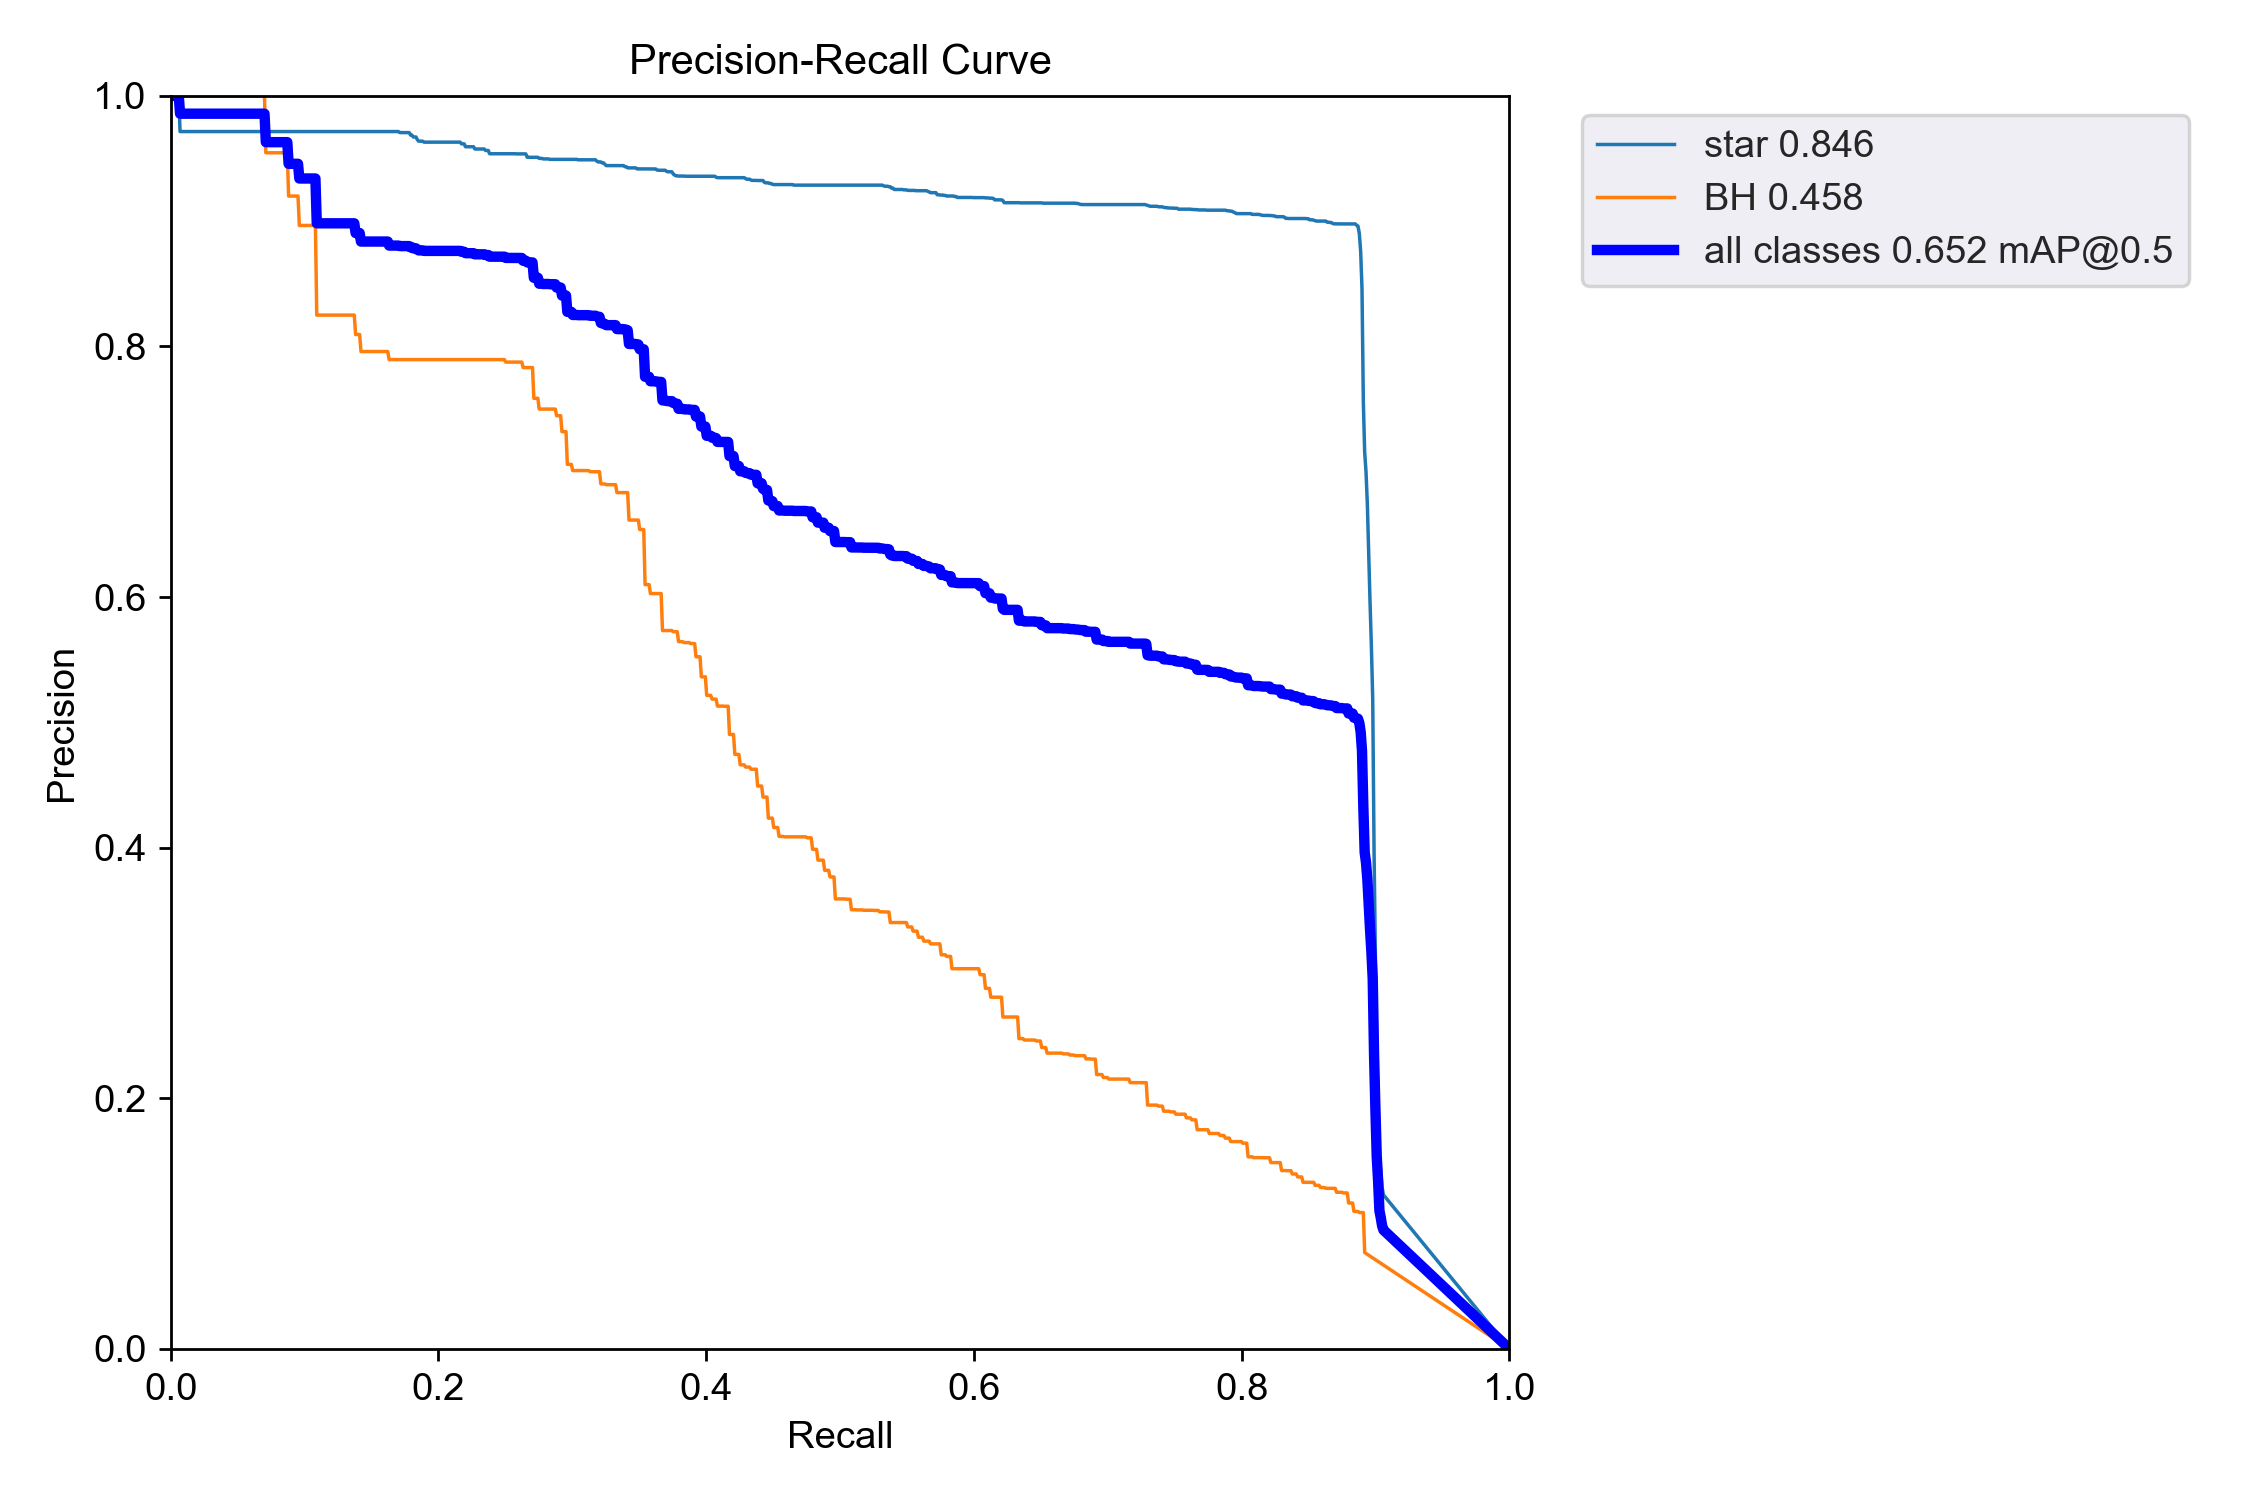 Precision-Recall Curve
1.0
0.8
0.6
0.4
0.2
0.0
Precision
0.0 0.2 0.4 0.6 0.8 1.0
Recall
star 0.846
BH 0.458
all classes 0.652 mAP@0.5